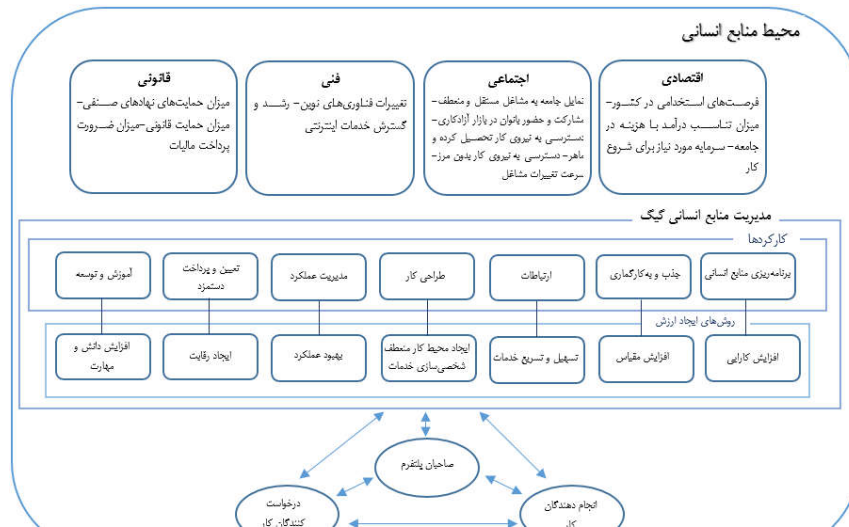 محیط منابع انسانی
اقتصادی
فرصت‌های استخدامی در کشور-
میزان تناسب درآمد با هزینه در
جامعه- سرمایه مورد نیاز برای شروع
کار
اجتماعی
تمایل جامعه به مشاغل مستقل و منعطف-
مشارکت و حضور بانوان در بازار آزادکاری-
دسترسی به نیروی کار تحصیل کرده و
ماهر- دسترسی به نیروی کار بدون مرز-
سرعت تغییرات مشاغل
فنی
تغییرات فناوری‌های نوین- رشد و
گسترش خدمات اینترنتی
قانونی
میزان حمایت‌های نهادهای صنفی-
میزان حمایت قانونی-میزان ضرورت
پرداخت مالیات
مدیریت منابع انسانی گیگ
کارکردها
برنامه‌ریزی منابع انسانی
جذب و به‌کارگماری
ارتباطات
طراحی کار
مدیریت عملکرد
تعیین و پرداخت
دستمزد
آموزش و توسعه
روش‌های ایجاد ارزش
افزایش کارایی
افزایش مقیاس
تسهیل و تسریع خدمات
ایجاد محیط کار منعطف
شخصی‌سازی خدمات
بهبود عملکرد
ایجاد رقابت
افزایش دانش و
مهارت
صاحبان پلتفرم
انجام دهندگان
کار
درخواست
کنندگان کار